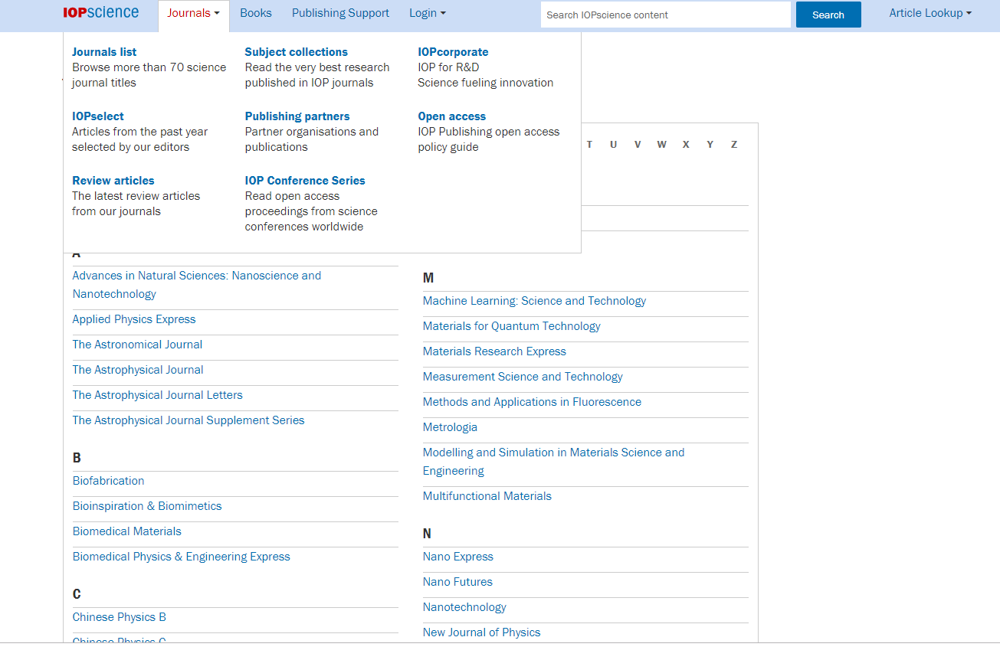 IOPscience
Journals
Books
Publishing Support
Login
Search IOPscience content
Search
Article Lookup
Journals list
Browse more than 70 science
journal titles
Subject collections
Read the very best research
published in IOP journals
IOPcorporate
IOP for R&D
Science fueling innovation
IOPselect
Articles from the past year
selected by our editors
Publishing partners
Partner organisations and
publications
Open access
IOP Publishing open access
policy guide
Review articles
The latest review articles
from our journals
IOP Conference Series
Read open access
proceedings from science
conferences worldwide
T U V W X Y Z
A
Advances in Natural Sciences: Nanoscience and
Nanotechnology
Applied Physics Express
The Astronomical Journal
The Astrophysical Journal
The Astrophysical Journal Letters
The Astrophysical Journal Supplement Series
B
Biofabrication
Bioinspiration & Biomimetics
Biomedical Materials
Biomedical Physics & Engineering Express
C
Chinese Physics B
Chinese Physics C
M
Machine Learning: Science and Technology
Materials for Quantum Technology
Materials Research Express
Measurement Science and Technology
Methods and Applications in Fluorescence
Metrologia
Modelling and Simulation in Materials Science and
Engineering
Multifunctional Materials
N
Nano Express
Nano Futures
Nanotechnology
New Journal of Physics